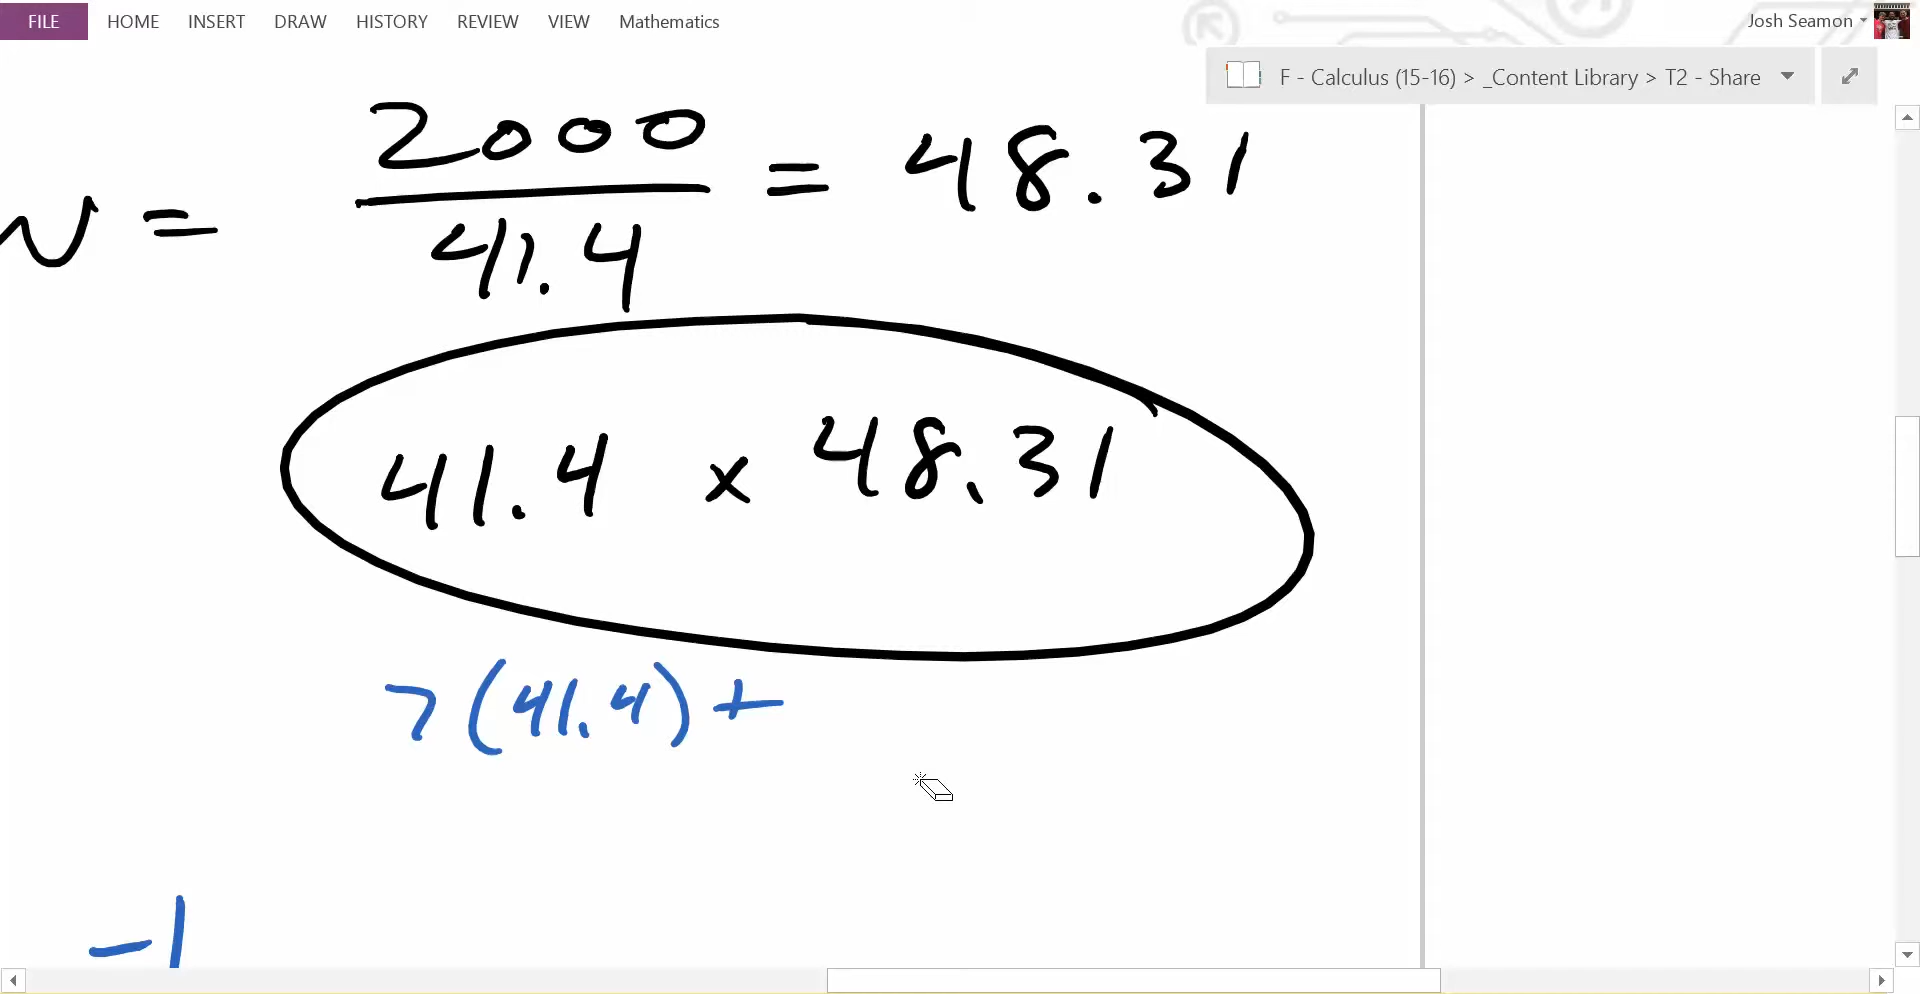 FILE HOME INSERT DRAW HISTORY REVIEW VIEW Mathematics Josh Seamon
F - Calculus (15-16) > _Content Library > T2 - Share
2000
W = = 48.31
41.4
41.4 x 48.31
7(41.4) +
-1